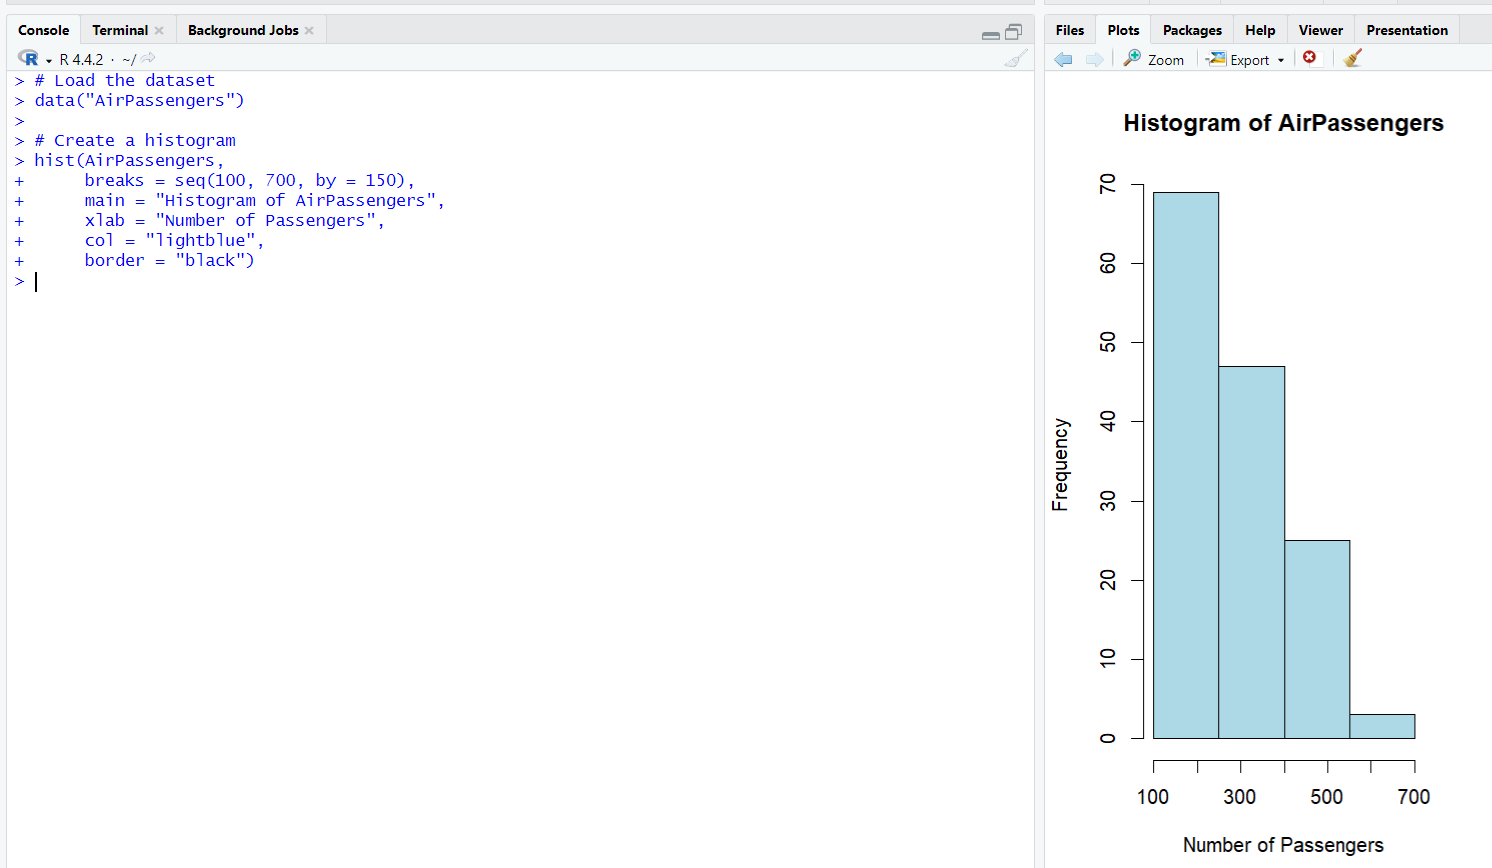 Console Terminal Background Jobs
R 4.4.2 · ~/
> # Load the dataset
> data("AirPassengers")
>
> # Create a histogram
> hist(AirPassengers,
+      breaks = seq(100, 700, by = 150),
+      main = "Histogram of AirPassengers",
+      xlab = "Number of Passengers",
+      col = "lightblue",
+      border = "black")
>
Files Plots Packages Help Viewer Presentation
Zoom Export
Histogram of AirPassengers
Frequency
70
60
50
40
30
20
10
0
100 300 500 700
Number of Passengers